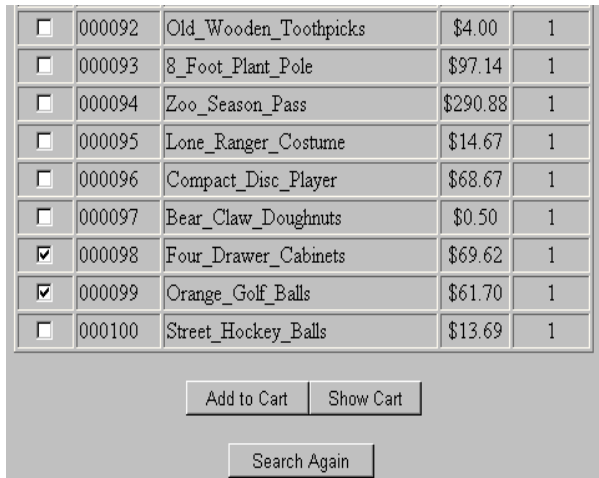 000092 Old_Wooden_Toothpicks $4.00 1
000093 8_Foot_Plant_Pole $97.14 1
000094 Zoo_Season_Pass $290.88 1
000095 Lone_Ranger_Costume $14.67 1
000096 Compact_Disc_Player $68.67 1
000097 Bear_Claw_Doughnuts $0.50 1
000098 Four_Drawer_Cabinets $69.62 1
000099 Orange_Golf_Balls $61.70 1
000100 Street_Hockey_Balls $13.69 1
Add to Cart Show Cart
Search Again